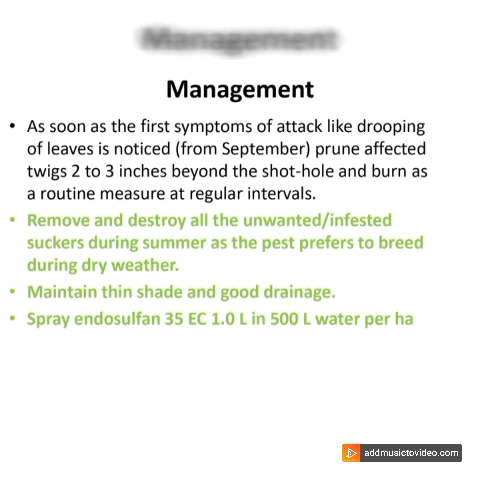 Management
Management
• As soon as the first symptoms of attack like drooping
of leaves is noticed (from September) prune affected
twigs 2 to 3 inches beyond the shot-hole and burn as
a routine measure at regular intervals.
• Remove and destroy all the unwanted/infested
suckers during summer as the pest prefers to breed
during dry weather.
• Maintain thin shade and good drainage.
• Spray endosulfan 35 EC 1.0 L in 500 L water per ha
addmusictovideo.com